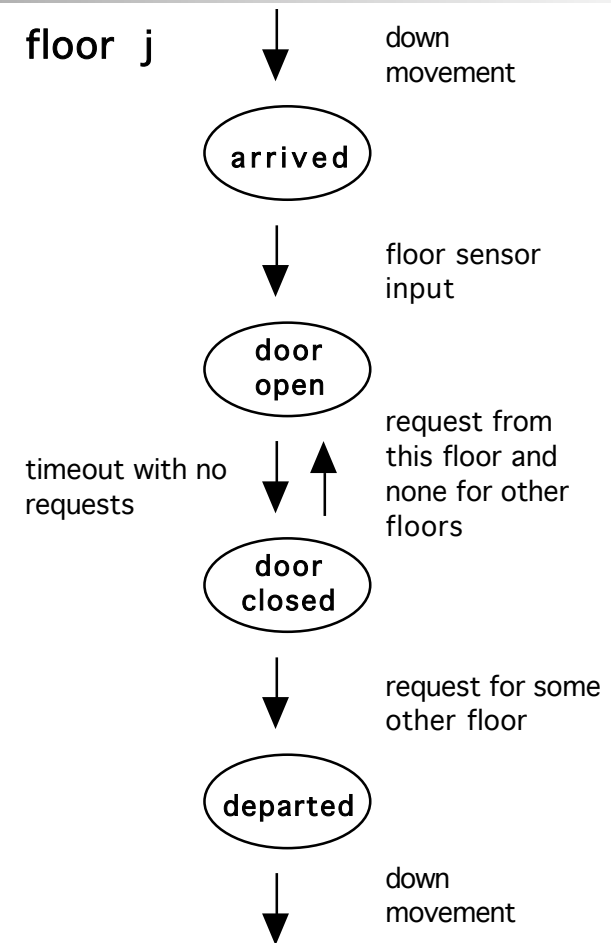 floor j
down
movement
arrived
floor sensor
input
door
open
request from
this floor and
none for other
floors
timeout with no
requests
door
closed
request for some
other floor
departed
down
movement